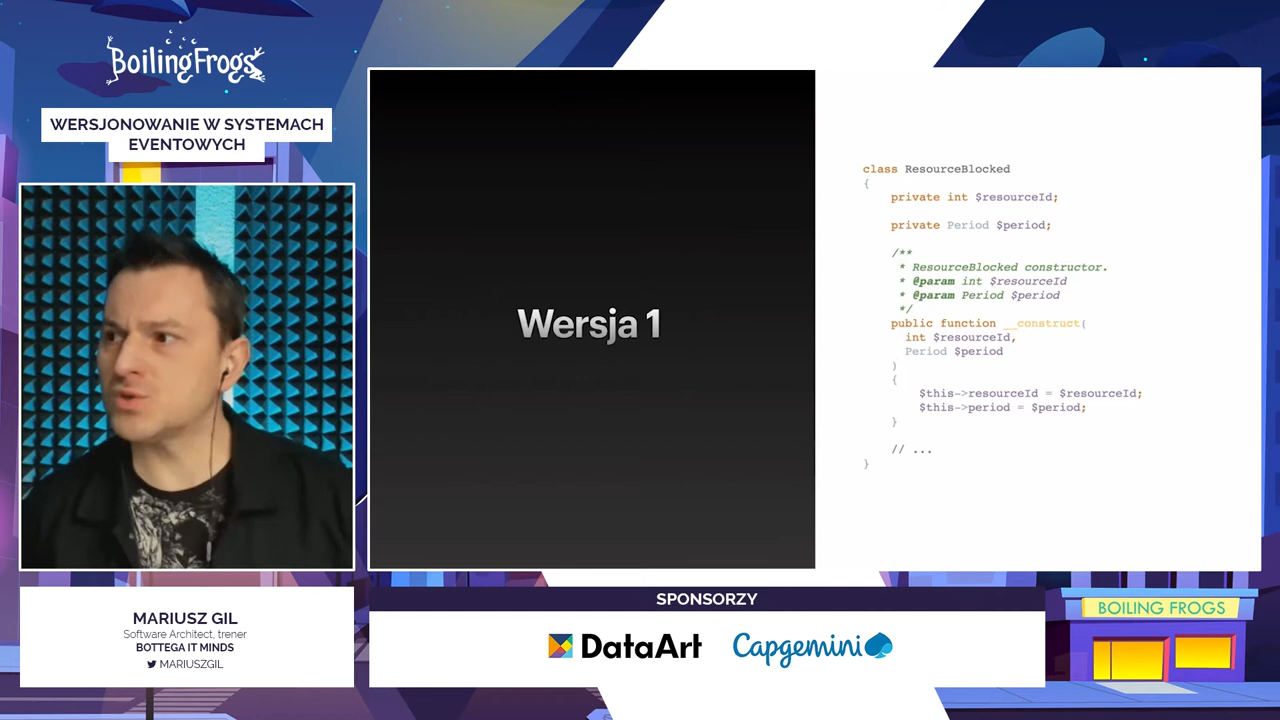 BoilingFrogs
WERSJONOWANIE W SYSTEMACH
EVENTOWYCH
Wersja 1
class ResourceBlocked
{
    private int $resourceId;
    private Period $period;
    /**
     * ResourceBlocked constructor.
     * @param int $resourceId
     * @param Period $period
     */
    public function __construct(
      int $resourceId,
      Period $period
    )
    {
        $this->resourceId = $resourceId;
        $this->period = $period;
    }
    // ...
}
MARIUSZ GIL
Software Architect, trener
BOTTEGA IT MINDS
MARIUSZGIL
SPONSORZY
DataArt
Capgemini
BOILING FROGS